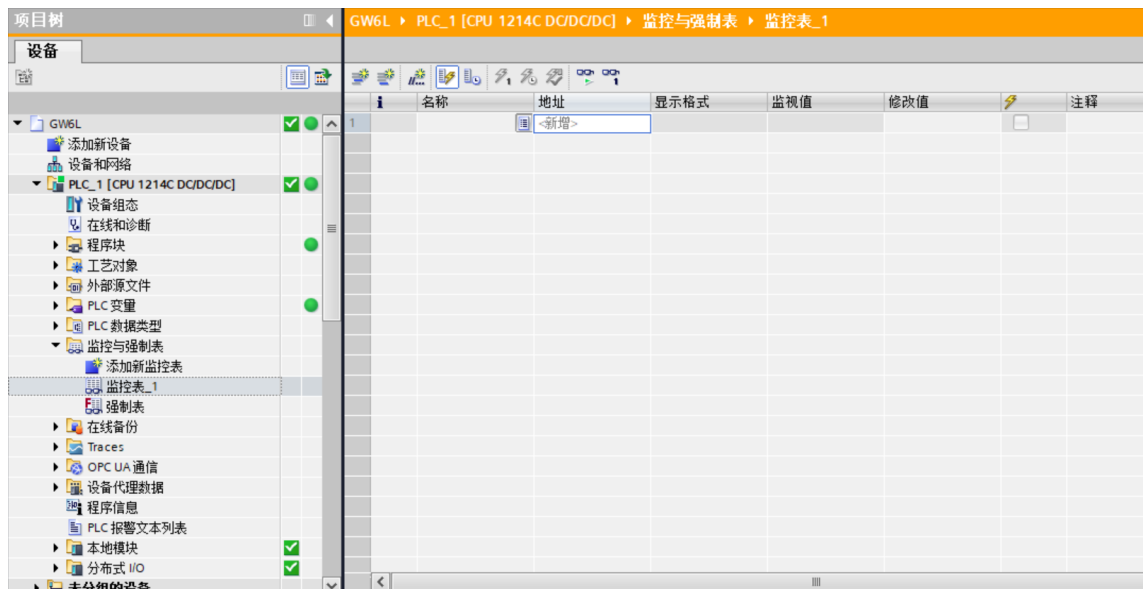 项目树
GW6L PLC_1 [CPU 1214C DC/DC/DC] 监控与强制表 监控表_1
设备
i 名称 地址 显示格式 监视值 修改值 注释
1 <新增>
GW6L
添加新设备
设备和网络
PLC_1 [CPU 1214C DC/DC/DC]
设备组态
在线和诊断
程序块
工艺对象
外部源文件
PLC 变量
PLC 数据类型
监控与强制表
添加新监控表
监控表_1
强制表
在线备份
Traces
OPC UA 通信
设备代理数据
程序信息
PLC 报警文本列表
本地模块
分布式 I/O
未分组的设备